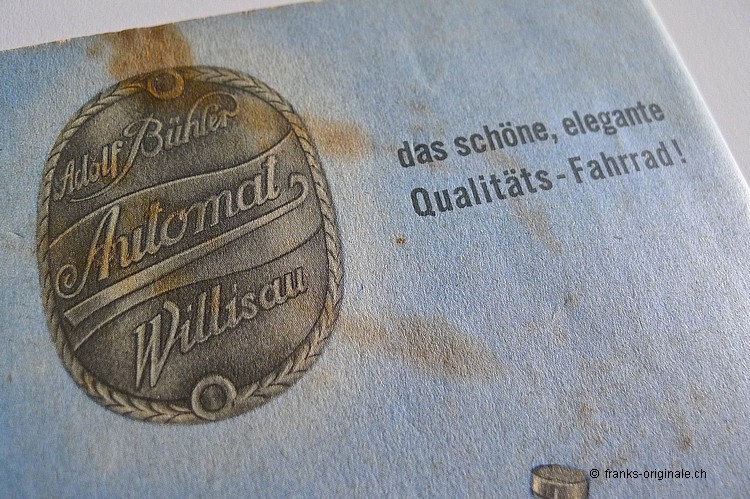 Adolf Bühler
Automat
Willisau
das schöne, elegante
Qualitäts-Fahrrad!
© franks-originale.ch